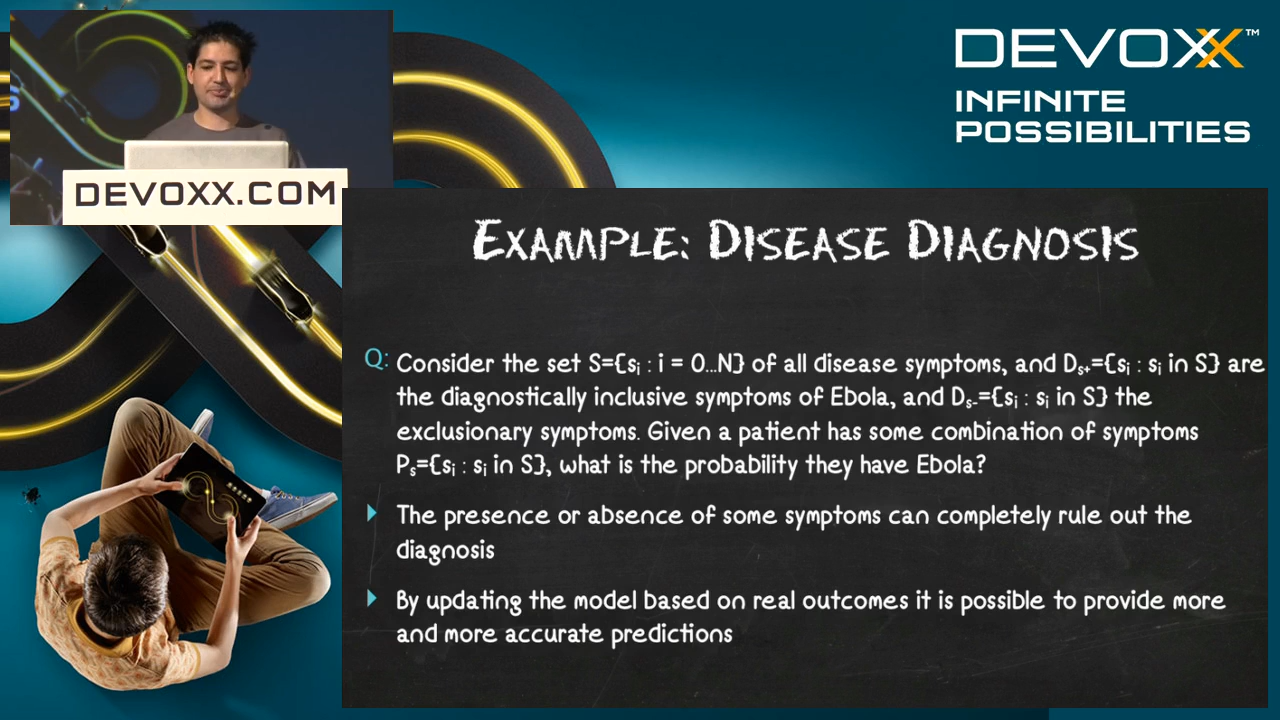 DEVOXX™
INFINITE
POSSIBILITIES
DEVOXX.COM
EXAMPLE: DISEASE DIAGNOSIS
Q: Consider the set S={sᵢ : i = 0...N} of all disease symptoms, and Dₛ₊={sᵢ : sᵢ in S} are
the diagnostically inclusive symptoms of Ebola, and Dₛ₋={sᵢ : sᵢ in S} the
exclusionary symptoms. Given a patient has some combination of symptoms
Pₛ={sᵢ : sᵢ in S}, what is the probability they have Ebola?
The presence or absence of some symptoms can completely rule out the
diagnosis
By updating the model based on real outcomes it is possible to provide more
and more accurate predictions